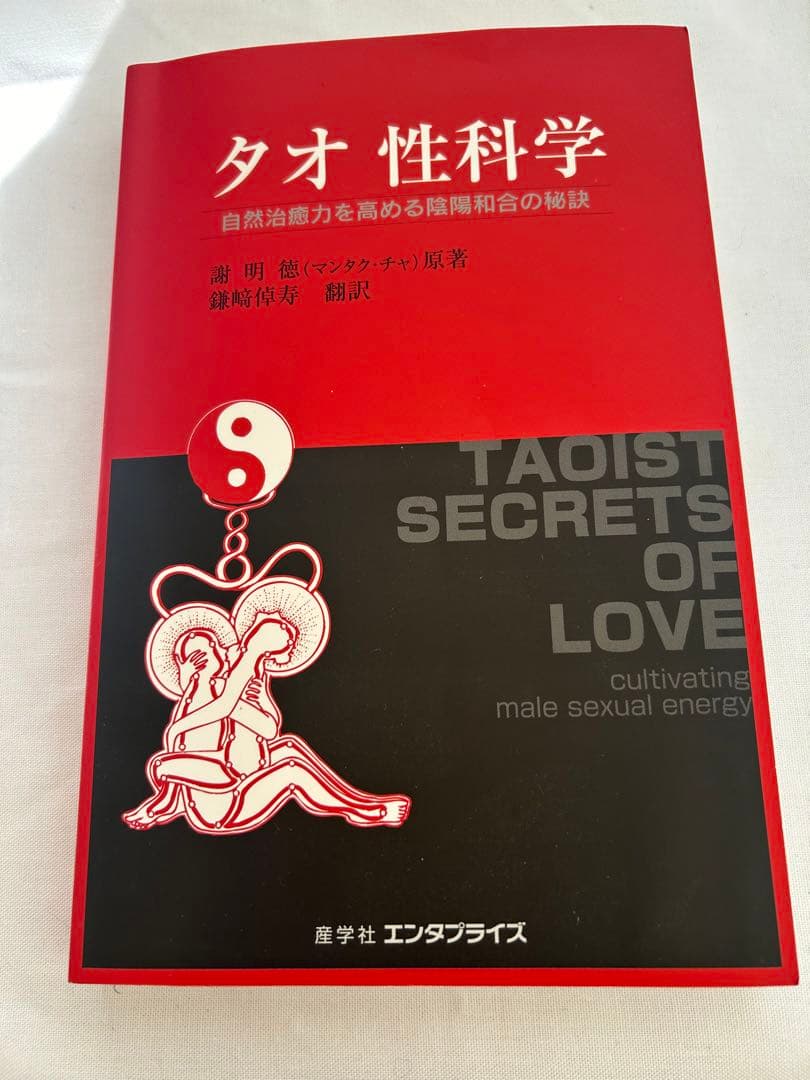 タオ 性科学
自然治癒力を高める陰陽和合の秘訣
謝 明 徳(マンタク・チャ)原著
鎌﨑倬寿 翻訳
TAOIST
SECRETS
OF
LOVE
cultivating
male sexual energy
産学社 エンタプライズ